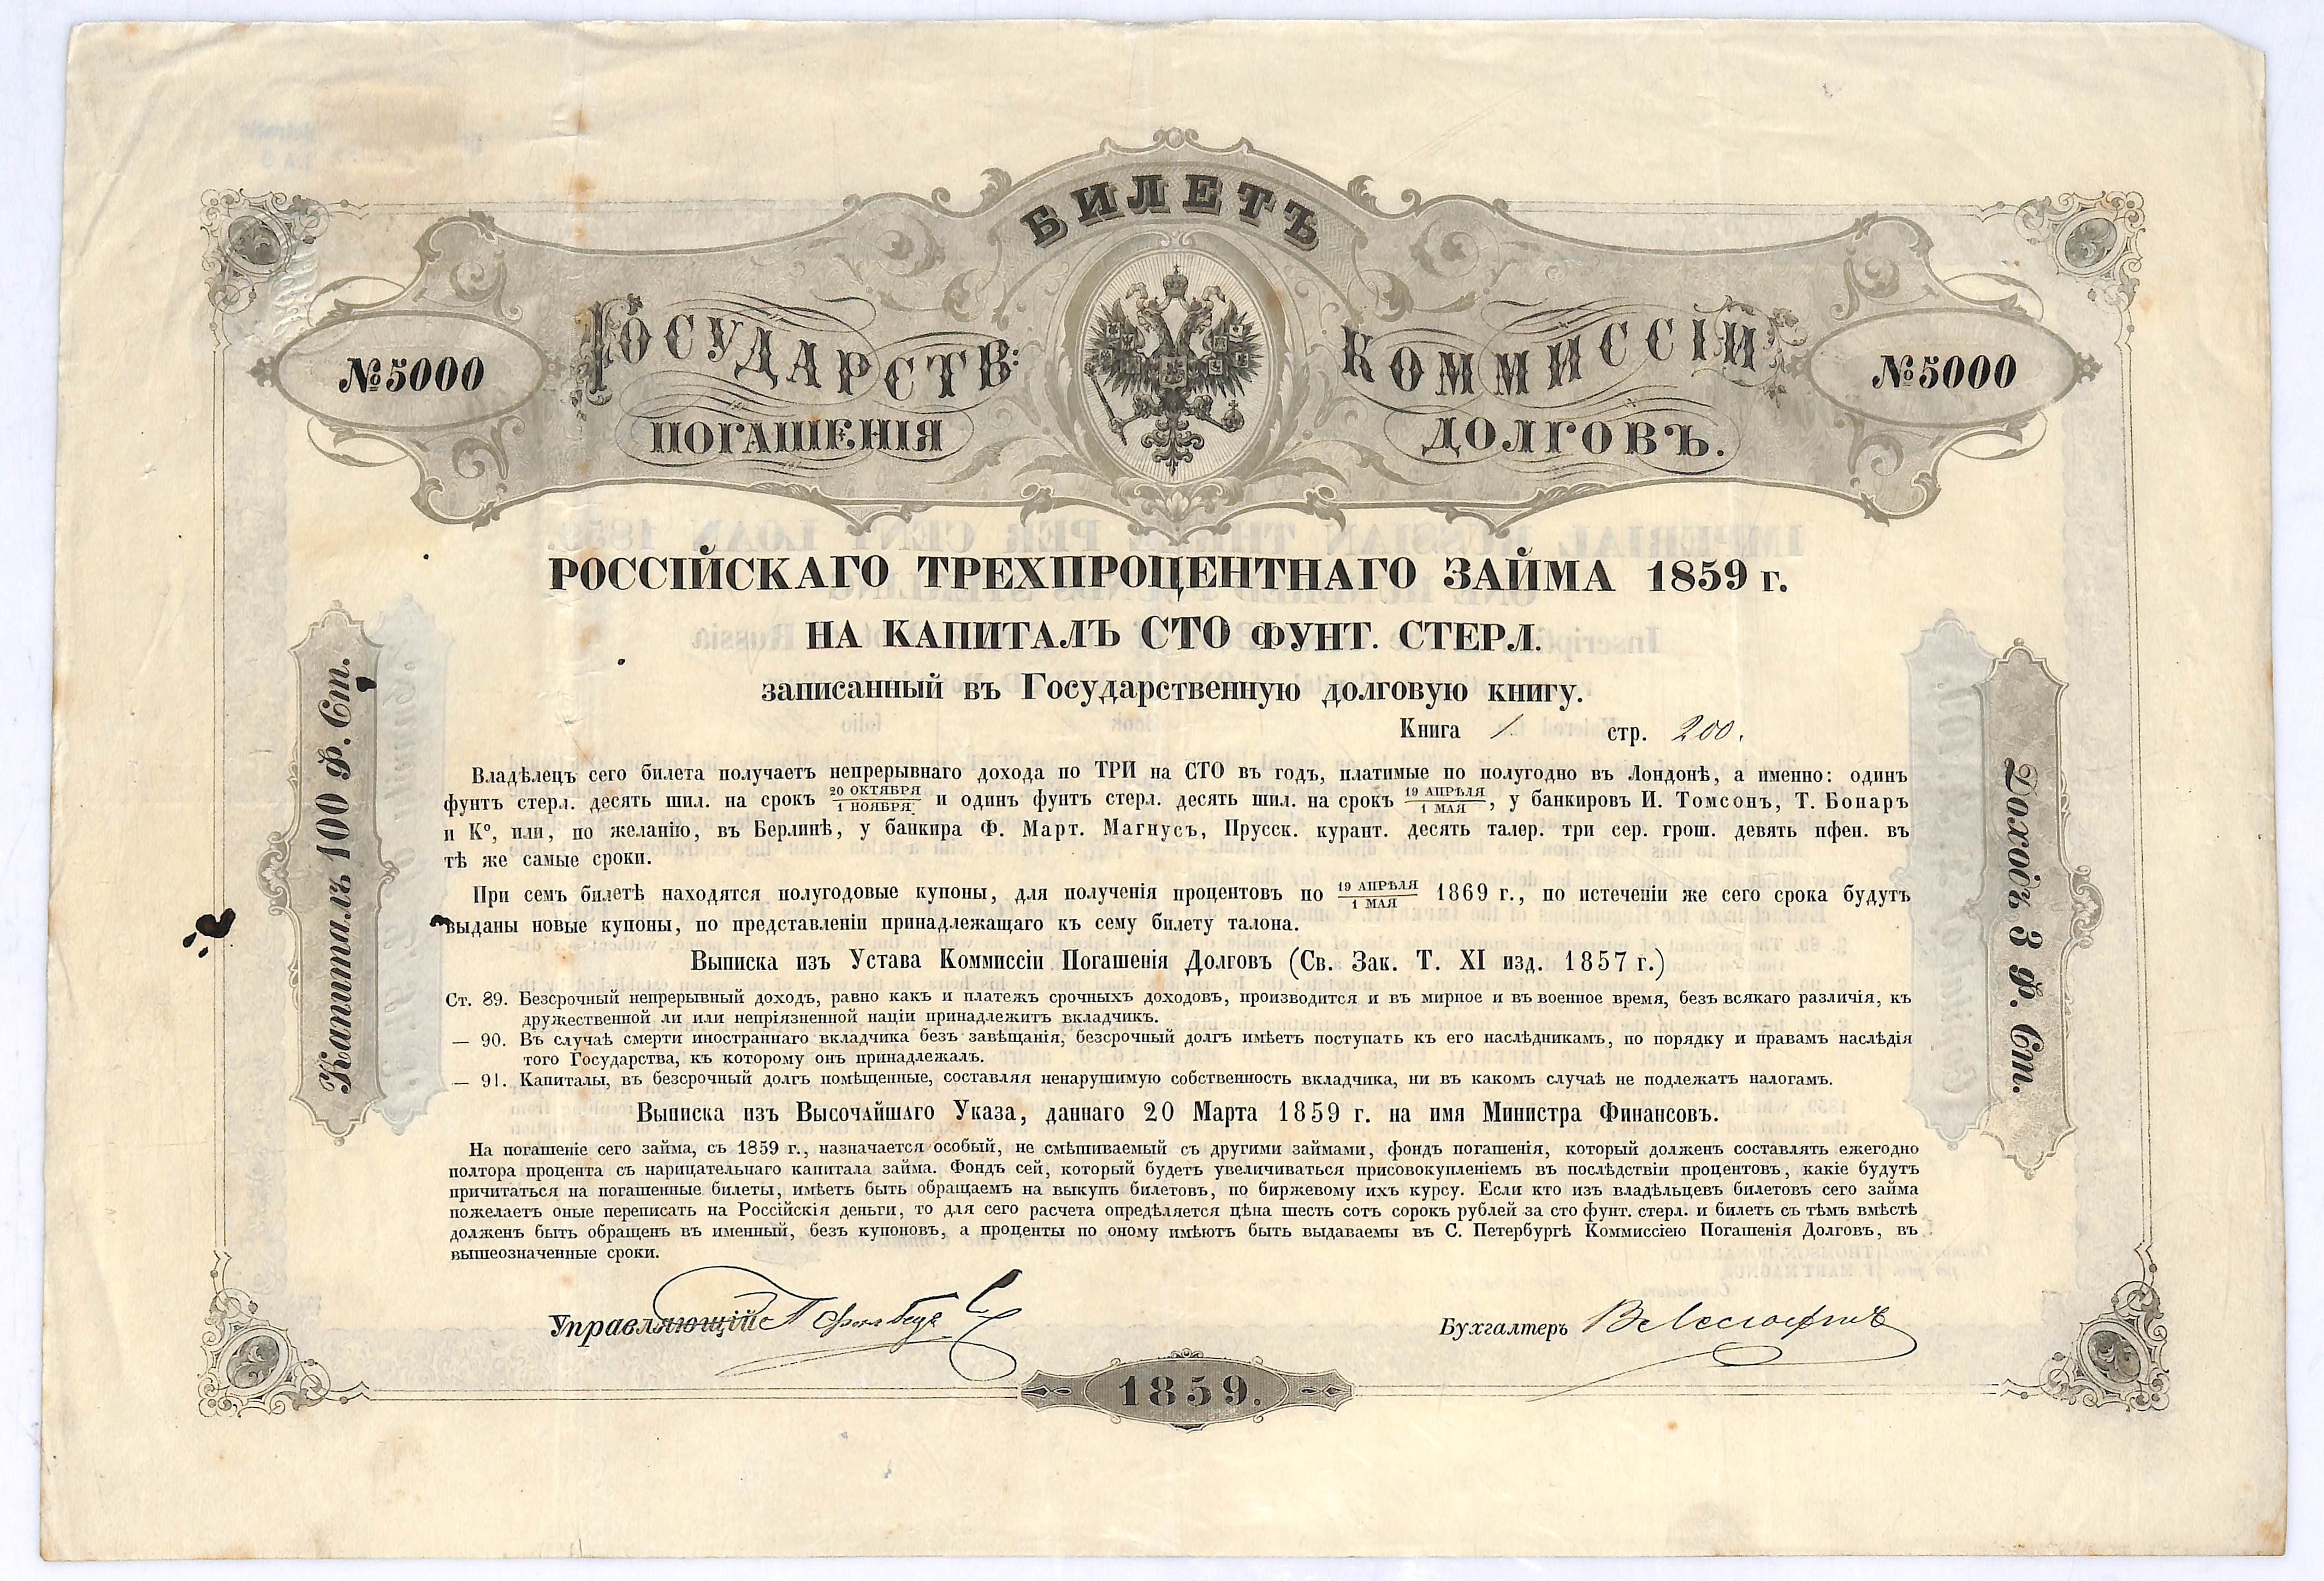 БИЛЕТЪ
ГОСУДАРСТВ: КОММИССІИ
ПОГАШЕНІЯ ДОЛГОВЪ.
№ 5000
№ 5000
РОССІЙСКАГО ТРЕХПРОЦЕНТНАГО ЗАЙМА 1859 г.
НА КАПИТАЛЪ СТО ФУНТ. СТЕРЛ.
записанный въ Государственную долговую книгу.
Книга 1 стр. 200.
Владѣлецъ сего билета получаетъ непрерывнаго дохода по ТРИ на СТО въ годъ, платимые по полугодно въ Лондонѣ, а именно: одинъ
фунтъ стерл. десять шил. на срокъ 20 ОКТЯБРЯ / 1 НОЯБРЯ и одинъ фунтъ стерл. десять шил. на срокъ 19 АПРѢЛЯ / 1 МАЯ, у банкировъ И. Томсонъ, Т. Бонаръ
и Ко, или, по желанію, въ Берлинѣ, у банкира Ф. Март. Магнусъ, Прусск. курант. десять талер. три сер. грош. девять пфен. въ
тѣ же самые сроки.
При семъ билетѣ находятся полугодовые купоны, для полученія процентовъ по 19 АПРѢЛЯ / 1 МАЯ 1869 г., по истеченіи же сего срока будутъ
выданы новые купоны, по представленіи принадлежащаго къ сему билету талона.
Выписка изъ Устава Коммиссіи Погашенія Долговъ (Св. Зак. Т. XI изд. 1857 г.)
Ст. 89. Безсрочный непрерывный доходъ, равно какъ и платежъ срочныхъ доходовъ, производится и въ мирное и въ военное время, безъ всякаго различія, къ
дружественной ли или непріязненной націи принадлежитъ вкладчикъ.
— 90. Въ случаѣ смерти иностраннаго вкладчика безъ завѣщанія, безсрочный долгъ имѣетъ поступать къ его наслѣдникамъ, по порядку и правамъ наслѣдія
того Государства, къ которому онъ принадлежалъ.
— 91. Капиталы, въ безсрочный долгъ помѣщенные, составляя ненарушимую собственность вкладчика, ни въ какомъ случаѣ не подлежатъ налогамъ.
Выписка изъ ВЫСОЧАЙШАГО Указа, даннаго 20 Марта 1859 г. на имя Министра Финансовъ.
На погашеніе сего займа, съ 1859 г., назначается особый, не смѣшиваемый съ другими займами, фондъ погашенія, который долженъ составлять ежегодно
полтора процента съ нарицательнаго капитала займа. Фондъ сей, который будетъ увеличиваться присовокупленіемъ въ послѣдствіи процентовъ, какіе будутъ
причитаться на погашенные билеты, имѣетъ быть обращаемъ на выкупъ билетовъ, по биржевому ихъ курсу. Если кто изъ владѣльцевъ билетовъ сего займа
пожелаетъ оные переписать на Россійскія деньги, то для сего расчета опредѣляется цѣна шесть сотъ сорокъ рублей за сто фунт. стерл. и билетъ съ тѣмъ вмѣстѣ
долженъ быть обращенъ въ именный, безъ купоновъ, а проценты по оному имѣютъ быть выдаваемы въ С. Петербургѣ Коммиссіею Погашенія Долговъ, въ
вышеозначенные сроки.
Управляющій
Бухгалтеръ
1859.
Капиталъ 100 Ф. Ст.
Доходъ 3 Ф. Ст.